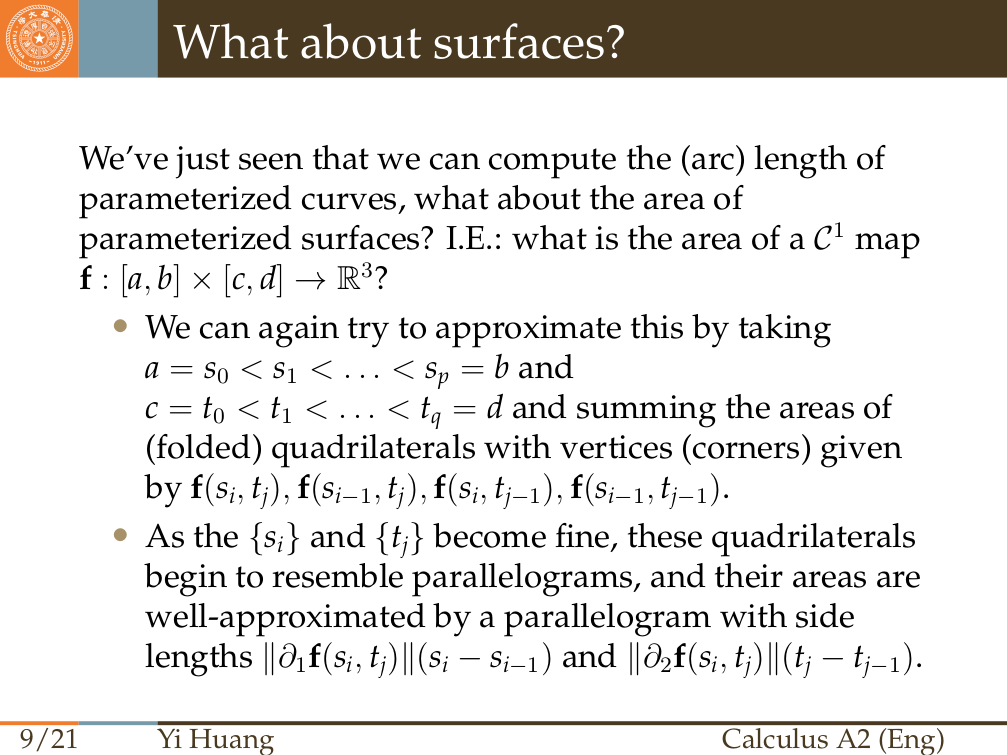 What about surfaces?
We've just seen that we can compute the (arc) length of
parameterized curves, what about the area of
parameterized surfaces? I.E.: what is the area of a 𝒞¹ map
𝐟 : [a, b] × [c, d] → ℝ³?
• We can again try to approximate this by taking
a = s₀ < s₁ < . . . < sₚ = b and
c = t₀ < t₁ < . . . < t_q = d and summing the areas of
(folded) quadrilaterals with vertices (corners) given
by 𝐟(sᵢ, tⱼ), 𝐟(sᵢ₋₁, tⱼ), 𝐟(sᵢ, tⱼ₋₁), 𝐟(sᵢ₋₁, tⱼ₋₁).
• As the {sᵢ} and {tⱼ} become fine, these quadrilaterals
begin to resemble parallelograms, and their areas are
well-approximated by a parallelogram with side
lengths ‖∂₁𝐟(sᵢ, tⱼ)‖(sᵢ − sᵢ₋₁) and ‖∂₂𝐟(sᵢ, tⱼ)‖(tⱼ − tⱼ₋₁).
9/21 Yi Huang Calculus A2 (Eng)